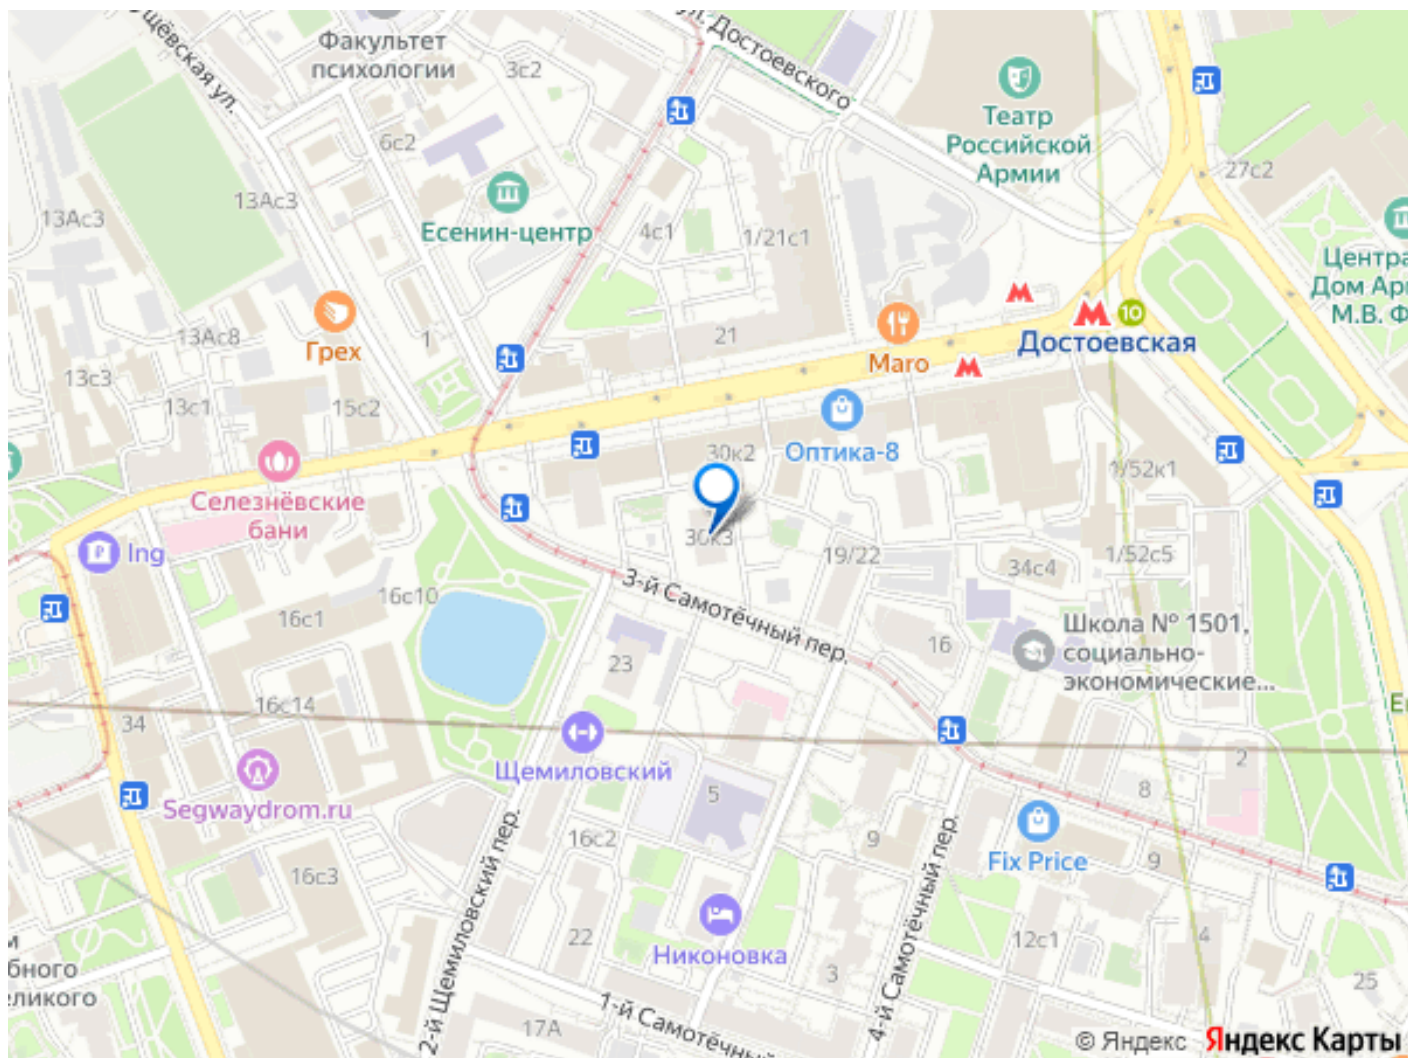 ул. Достоевского
щёвская ул.
Факультет
психологии
3с2
6с2
Театр
Российской
Армии
27с2
13Ас3
13Ас3
Есенин-центр
4с1
1/21с1
Центра
Дом Ар
М.В. Ф
10
Достоевская
13Ас8
Грех
1
21
Maro
13с3
13с1
15с2
Оптика-8
30к2
1/52к1
Селезнёвские
бани
Ing
30к3
19/22
34с4
1/52с5
3-й Самотёчный пер.
16с10
16с1
23
16
Школа № 1501,
социально-
экономические...
16с14
34
Щемиловский
Segwaydrom.ru
5
2
8
16с2
9
Fix Price
9
16с3
2-й Щемиловский пер.
4-й Самотёчный пер.
22
Никоновка
3
12с1
4
25
м
бного
еликого
17А
1-й Самотёчный
© Яндекс Яндекс Карты